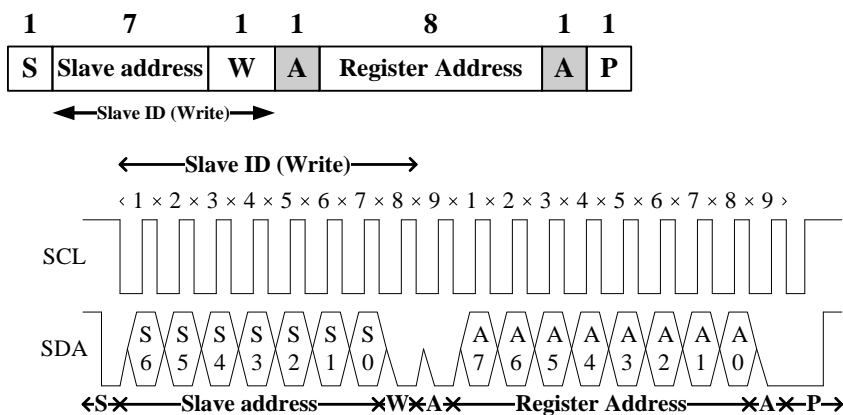 1 7 1 1 8 1 1
S Slave address W A Register Address A P
Slave ID (Write)
Slave ID (Write)
‹ 1 × 2 × 3 × 4 × 5 × 6 × 7 × 8 × 9 × 1 × 2 × 3 × 4 × 5 × 6 × 7 × 8 × 9 ›
SCL
SDA S6 S5 S4 S3 S2 S1 S0 A7 A6 A5 A4 A3 A2 A1 A0
S Slave address W A Register Address A P